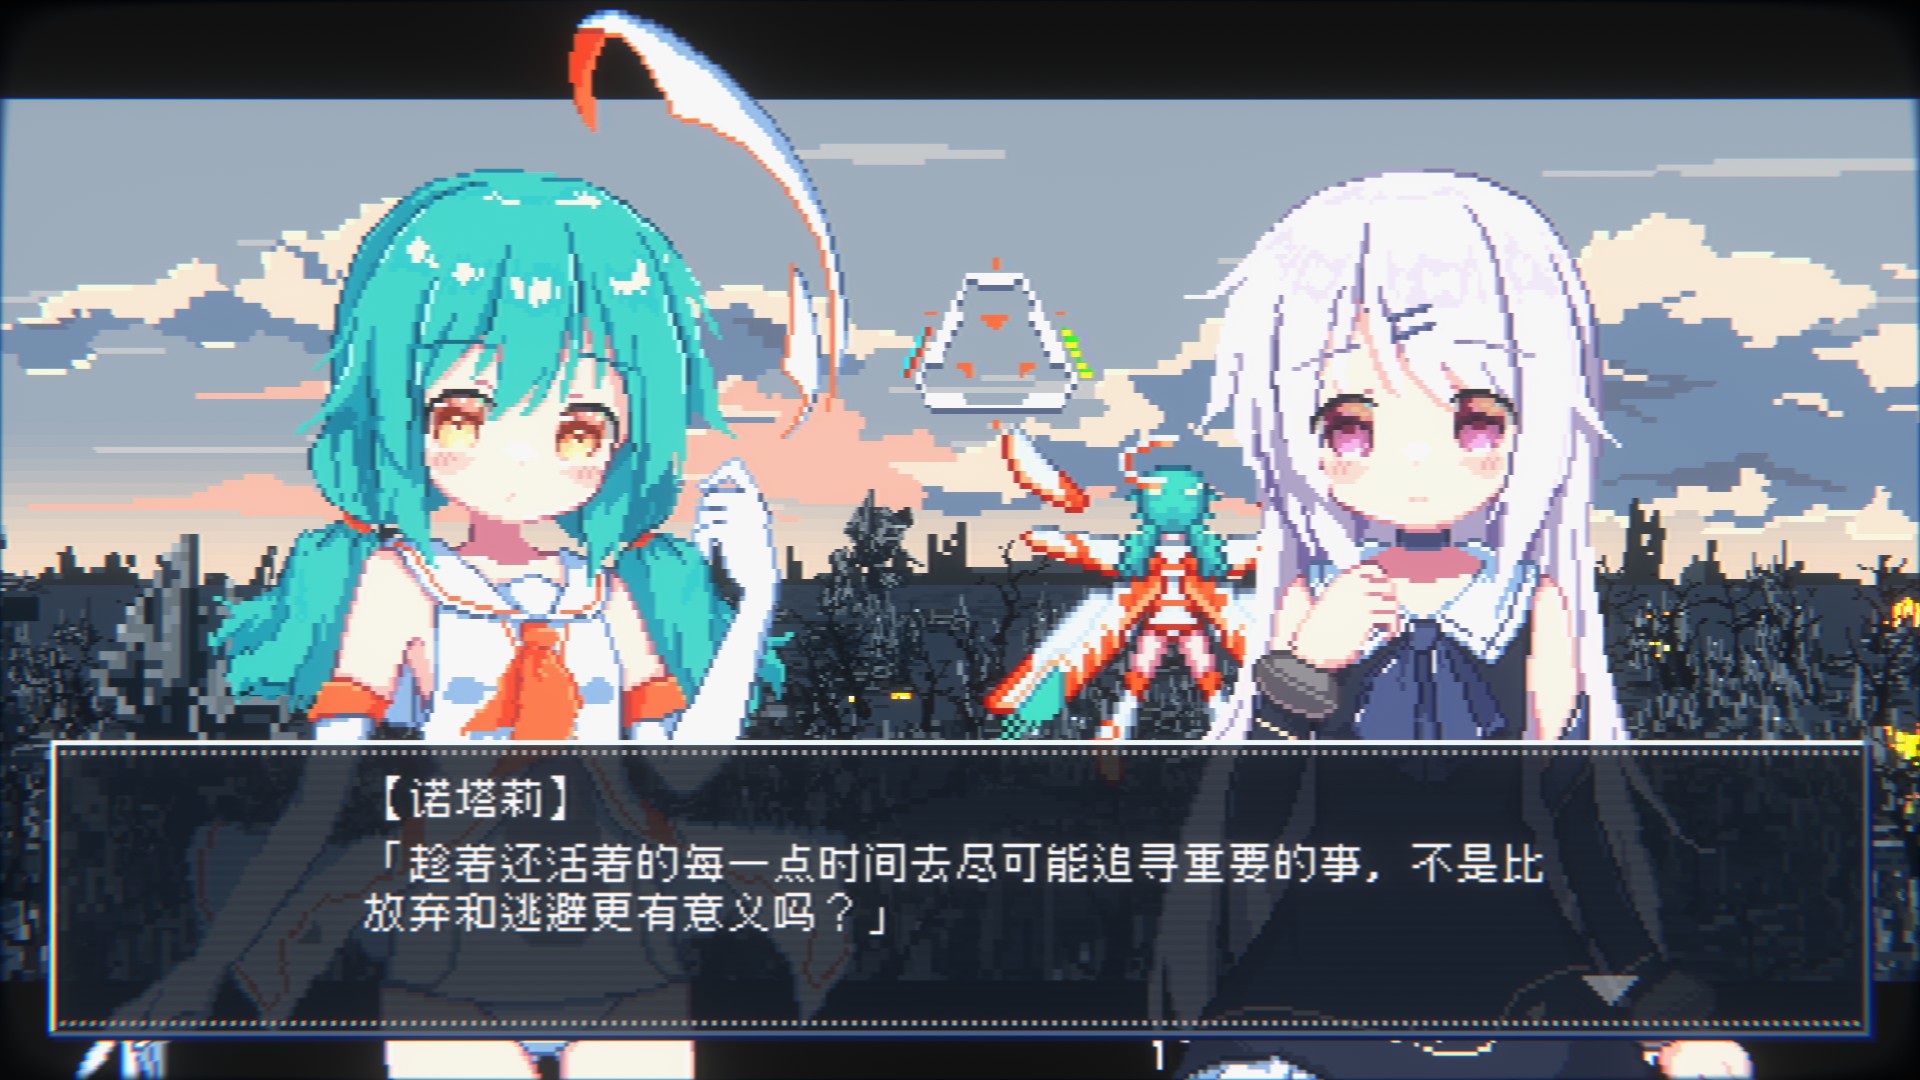 【诺塔莉】
「趁着还活着的每一点时间去尽可能追寻重要的事，不是比
放弃和逃避更有意义吗？」